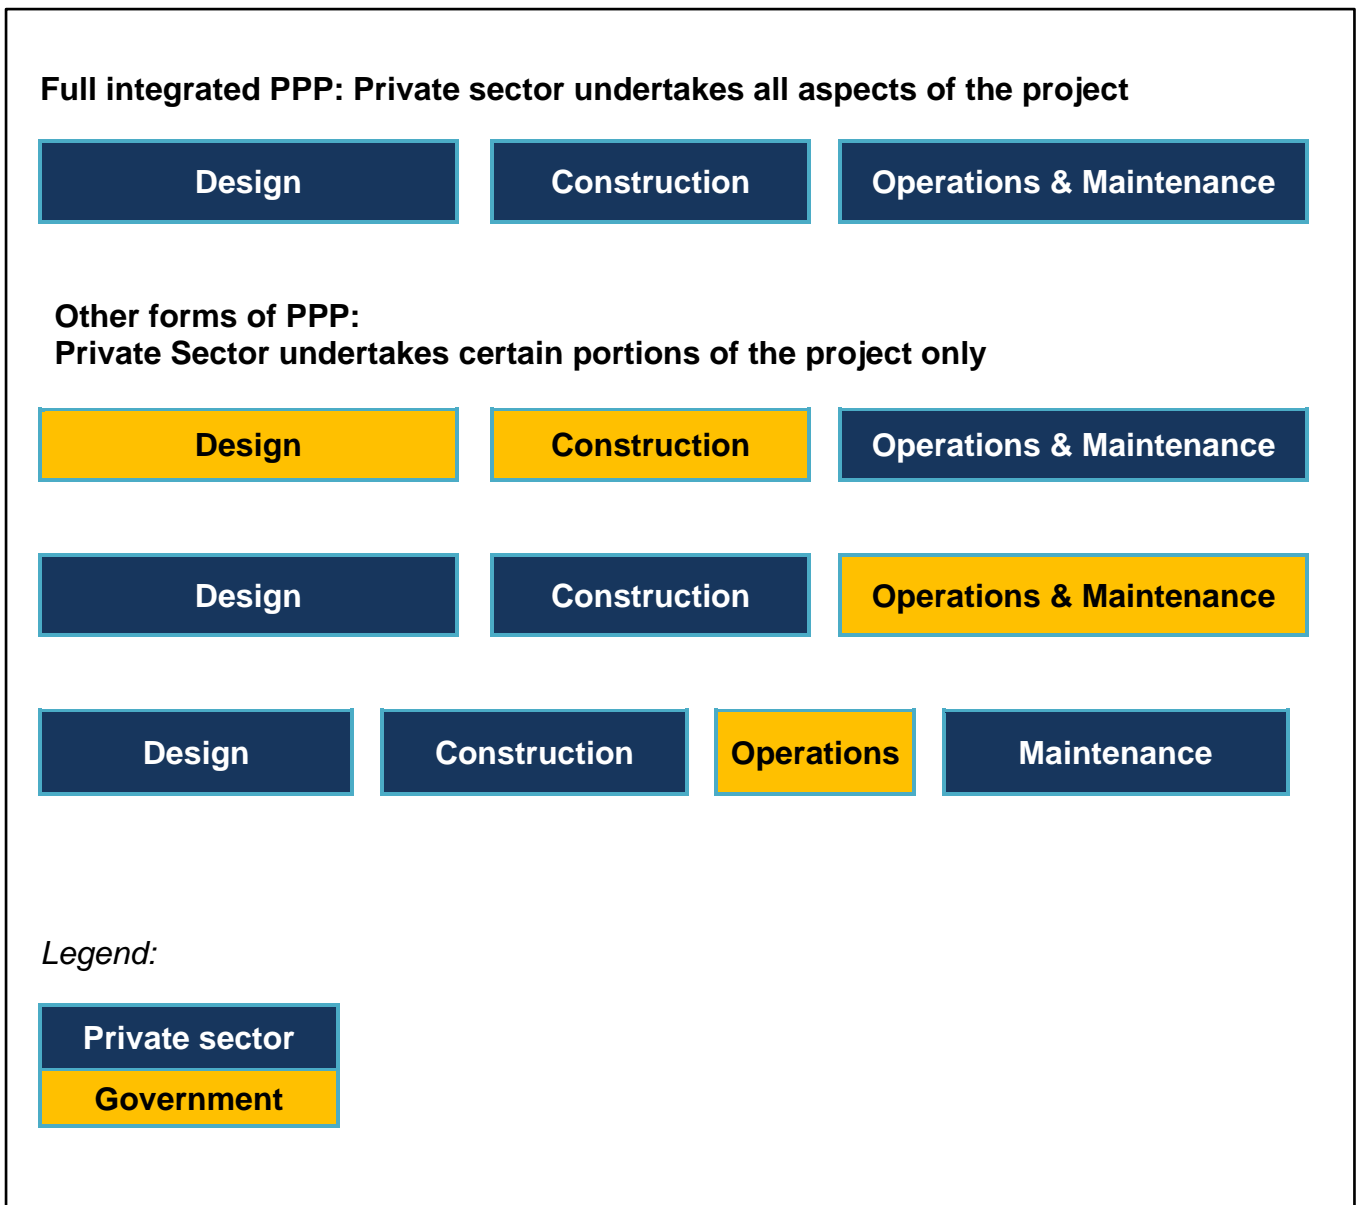 Full integrated PPP: Private sector undertakes all aspects of the project
Design Construction Operations & Maintenance
Other forms of PPP:
Private Sector undertakes certain portions of the project only
Design Construction Operations & Maintenance
Design Construction Operations & Maintenance
Design Construction Operations Maintenance
Legend:
Private sector
Government